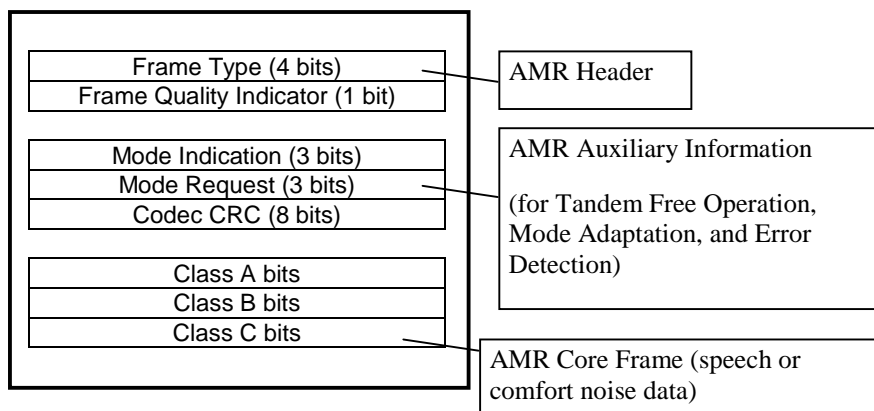 Frame Type (4 bits)
Frame Quality Indicator (1 bit)
AMR Header
Mode Indication (3 bits)
Mode Request (3 bits)
Codec CRC (8 bits)
AMR Auxiliary Information
(for Tandem Free Operation,
Mode Adaptation, and Error
Detection)
Class A bits
Class B bits
Class C bits
AMR Core Frame (speech or
comfort noise data)